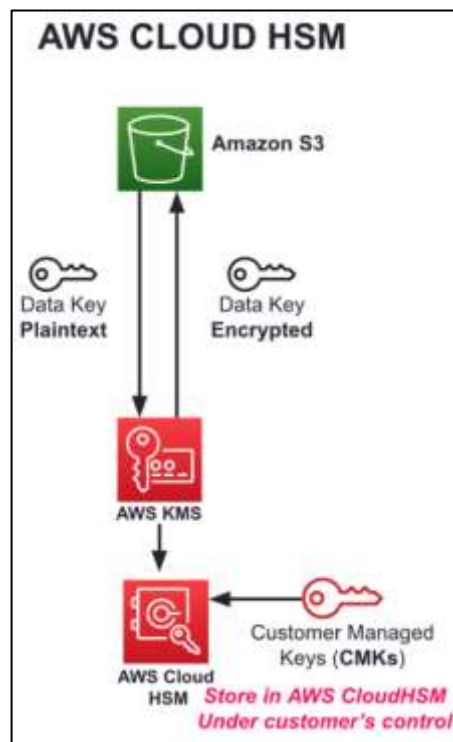 AWS CLOUD HSM
Amazon S3
Data Key
Plaintext
Data Key
Encrypted
AWS KMS
AWS Cloud
HSM
Customer Managed
Keys (CMKs)
Store in AWS CloudHSM
Under customer's control